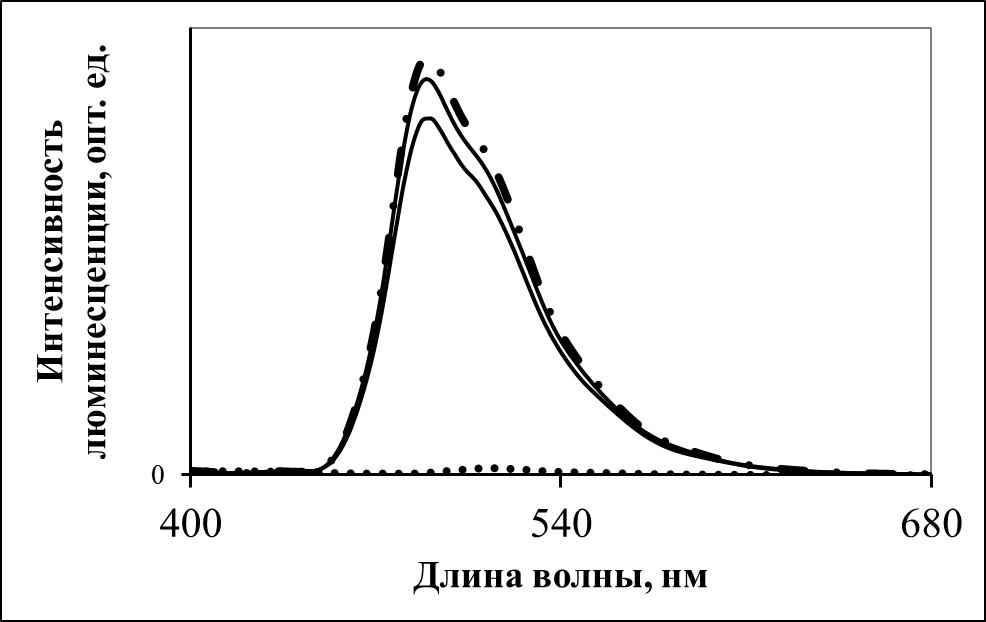 Интенсивность
люминесценции, опт. ед.
0
400
540
680
Длина волны, нм